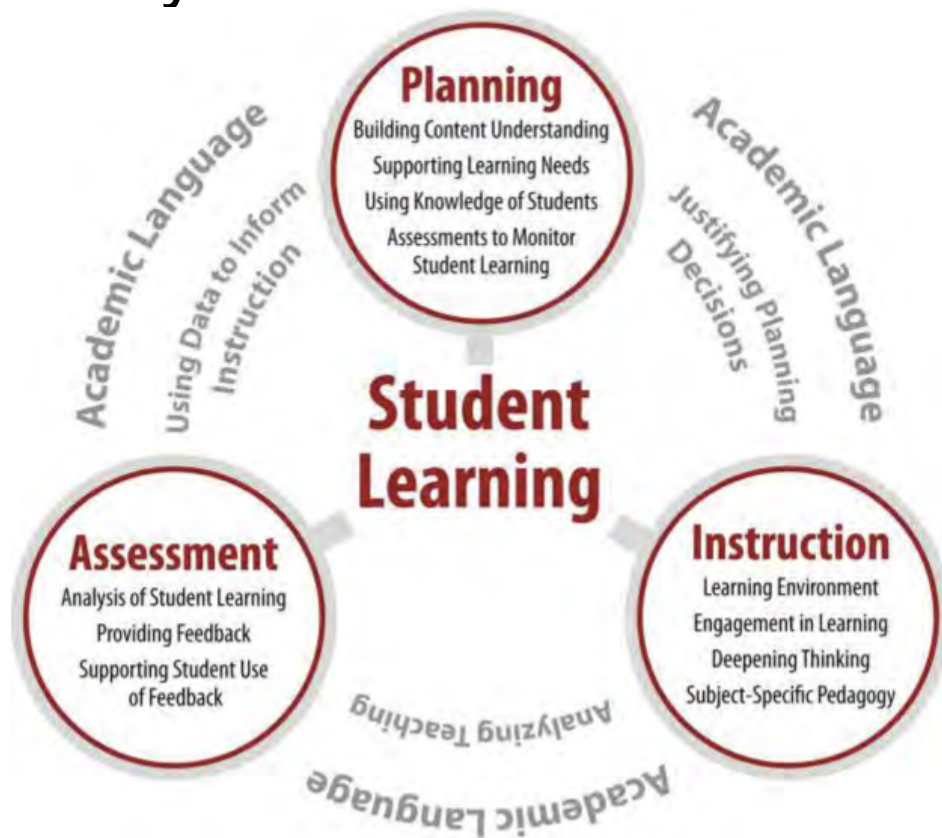 Planning
Building Content Understanding
Supporting Learning Needs
Using Knowledge of Students
Assessments to Monitor
Student Learning
Academic Language
Using Data to Inform
Instruction
Academic Language
Justifying Planning
Decisions
Student
Learning
Assessment
Analysis of Student Learning
Providing Feedback
Supporting Student Use
of Feedback
Instruction
Learning Environment
Engagement in Learning
Deepening Thinking
Subject-Specific Pedagogy
Analyzing Teaching
Academic Language